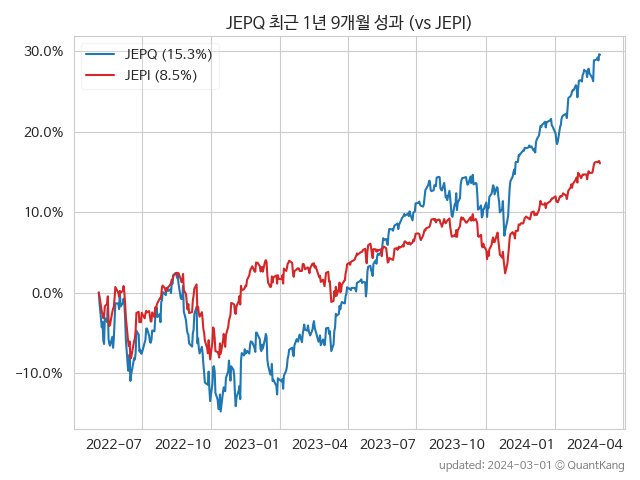 JEPQ 최근 1년 9개월 성과 (vs JEPI)
JEPQ (15.3%)
JEPI (8.5%)
30.0%
20.0%
10.0%
0.0%
−10.0%
2022-07 2022-10 2023-01 2023-04 2023-07 2023-10 2024-01 2024-04
updated: 2024-03-01 © QuantKang